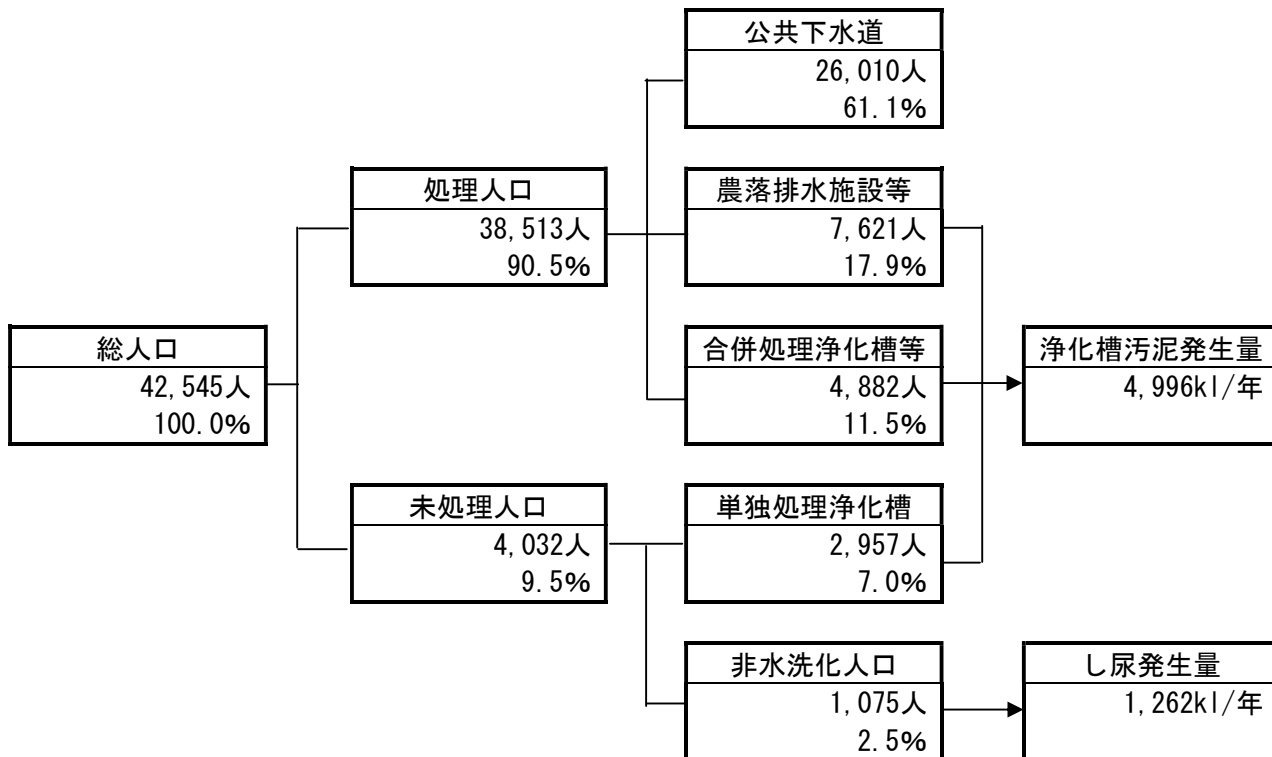 公共下水道
26,010人
61.1%
処理人口
38,513人
90.5%
農落排水施設等
7,621人
17.9%
総人口
42,545人
100.0%
合併処理浄化槽等
4,882人
11.5%
浄化槽汚泥発生量
4,996kl/年
未処理人口
4,032人
9.5%
単独処理浄化槽
2,957人
7.0%
非水洗化人口
1,075人
2.5%
し尿発生量
1,262kl/年